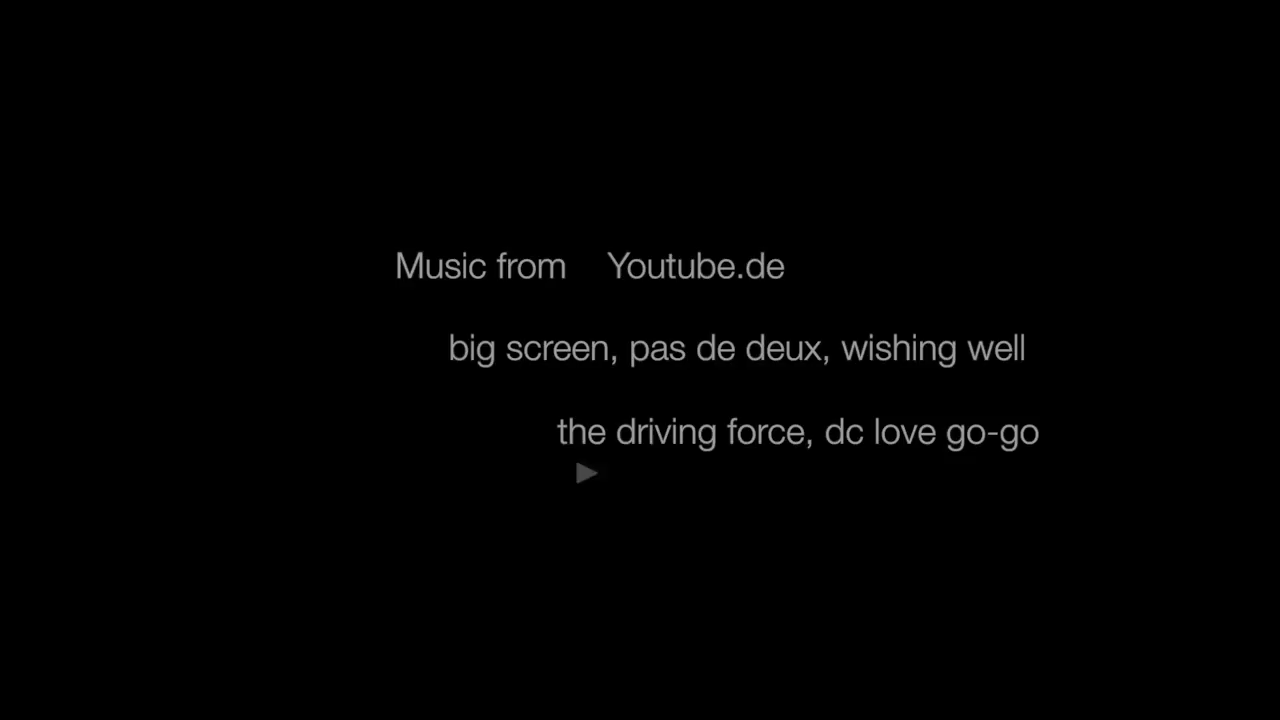 Music from Youtube.de
big screen, pas de deux, wishing well
the driving force, dc love go-go